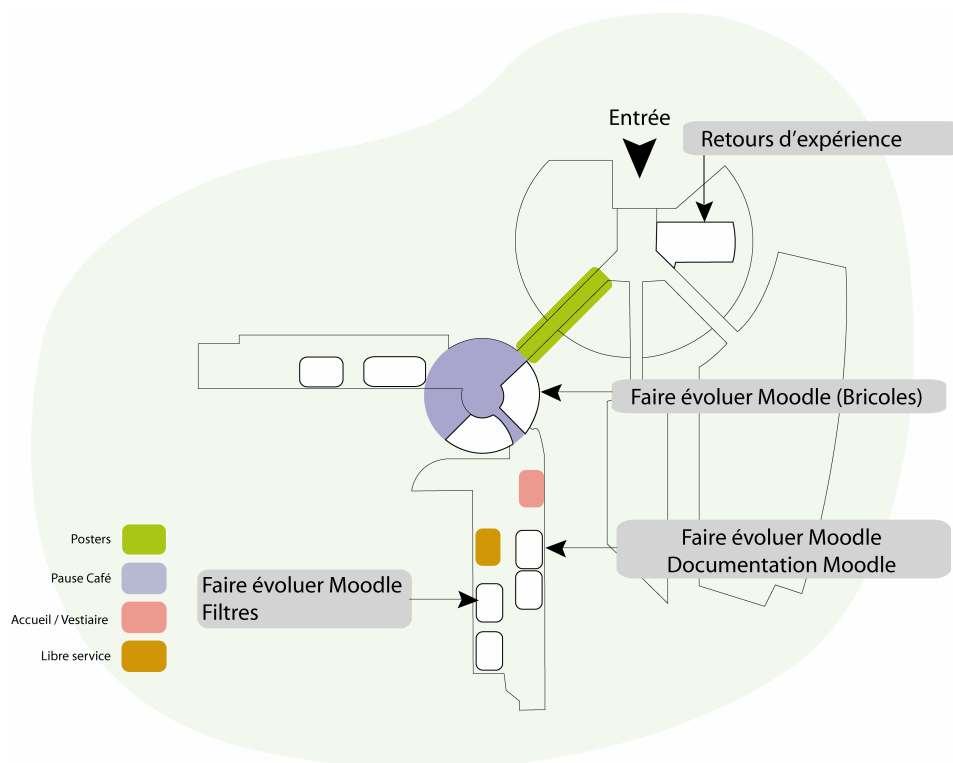 Entrée
Retours d’expérience
Faire évoluer Moodle (Bricoles)
Faire évoluer Moodle
Documentation Moodle
Faire évoluer Moodle
Filtres
Posters
Pause Café
Accueil / Vestiaire
Libre service